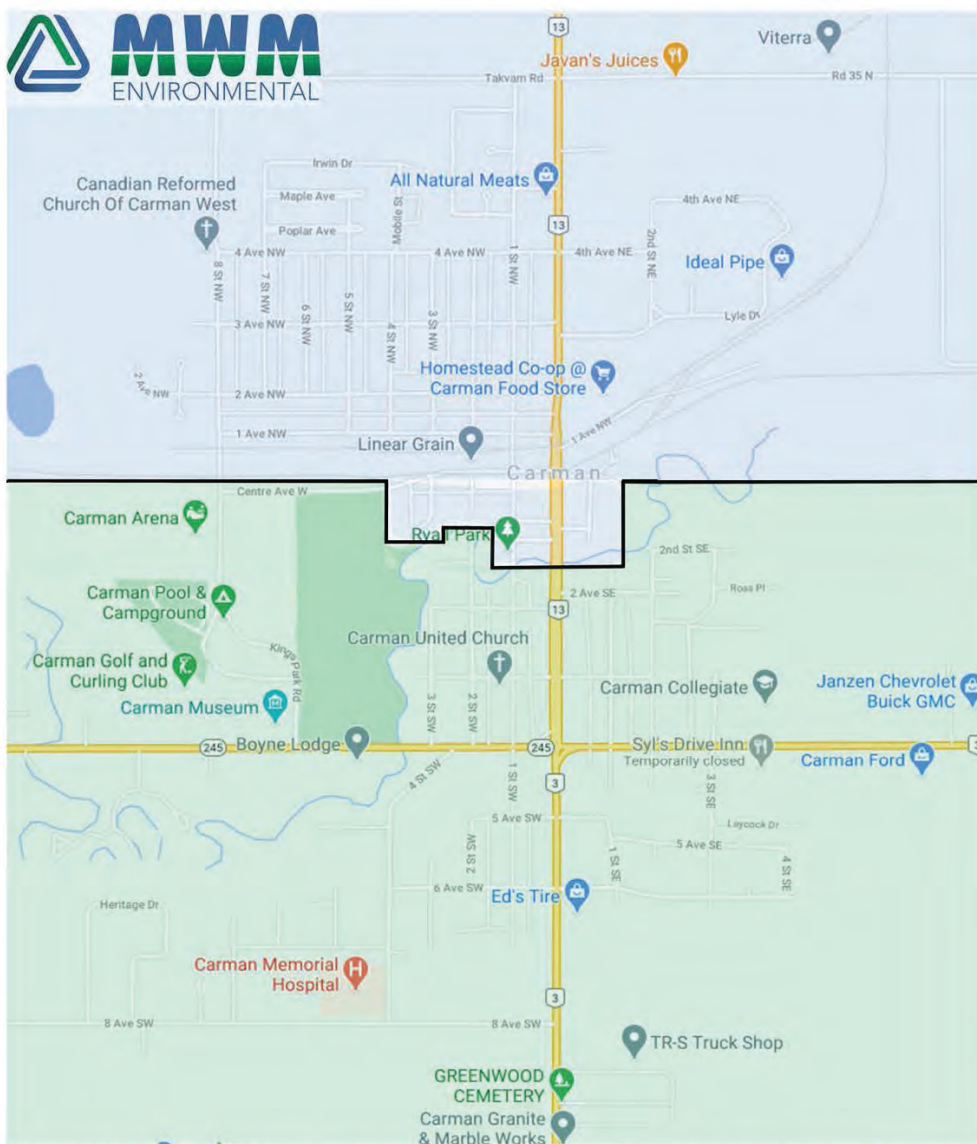 MWM
ENVIRONMENTAL
13
Viterra
Javan's Juices
Takvam Rd
Rd 35 N
Irwin Dr
Canadian Reformed
Church Of Carman West
Maple Ave
Mobile St
All Natural Meats
4th Ave NE
Poplar Ave
13
4 Ave NW
4 Ave NW
1 St NW
4th Ave NE
2nd St NE
Ideal Pipe
8 St NW
7 St NW
6 St NW
5 St NW
4 St NW
3 St NW
3 Ave NW
Lyle Dr
2 Ave NW
2 Ave NW
Homestead Co-op @
Carman Food Store
1 Ave NW
Linear Grain
1 Ave NW
Carman
Centre Ave W
Carman Arena
Ryall Park
2nd St SE
Carman Pool &
Campground
2 Ave SE
Ross Pl
13
Carman United Church
Kings Park Rd
Carman Golf and
Curling Club
Carman Museum
3 St SW
2 St SW
Carman Collegiate
Janzen Chevrolet
Buick GMC
245
Boyne Lodge
245
Syl's Drive Inn
Temporarily closed
Carman Ford
3
4 St SW
1 St SW
3
3 St SE
5 Ave SW
Laycock Dr
2 St SW
1 St SE
5 Ave SE
4 St SE
6 Ave SW
Ed's Tire
Heritage Dr
Carman Memorial
Hospital
3
8 Ave SW
8 Ave SW
TR-S Truck Shop
GREENWOOD
CEMETERY
Carman Granite
& Marble Works